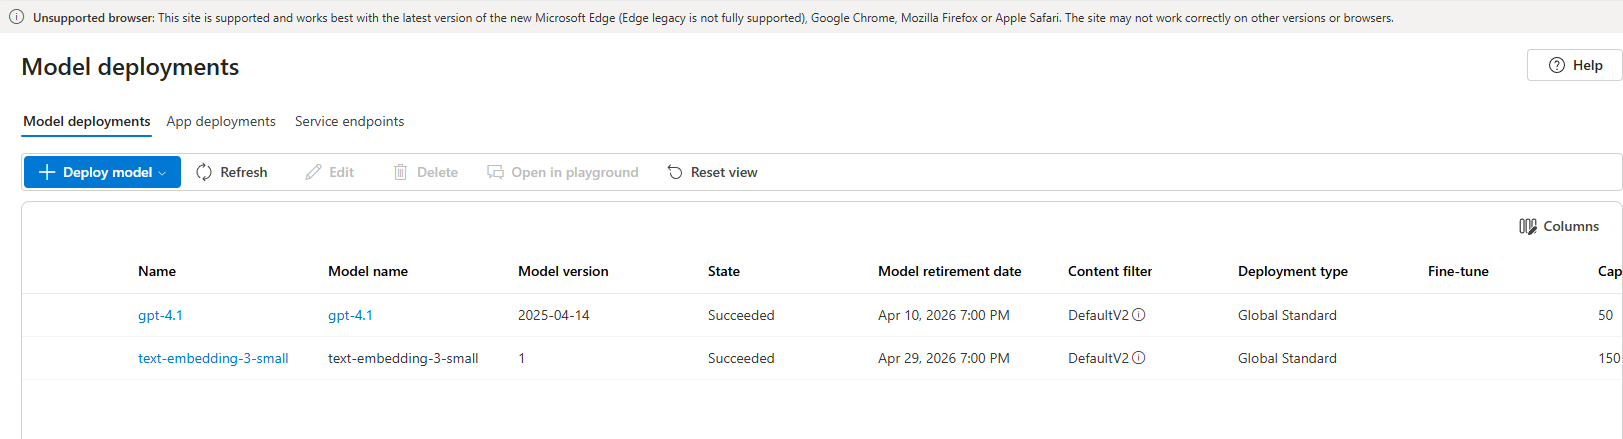 Unsupported browser: This site is supported and works best with the latest version of the new Microsoft Edge (Edge legacy is not fully supported), Google Chrome, Mozilla Firefox or Apple Safari. The site may not work correctly on other versions or browsers.
Model deployments
Help
Model deployments App deployments Service endpoints
Deploy model Refresh Edit Delete Open in playground Reset view
Columns
Name Model name Model version State Model retirement date Content filter Deployment type Fine-tune Cap
gpt-4.1 gpt-4.1 2025-04-14 Succeeded Apr 10, 2026 7:00 PM DefaultV2 Global Standard 50
text-embedding-3-small text-embedding-3-small 1 Succeeded Apr 29, 2026 7:00 PM DefaultV2 Global Standard 150